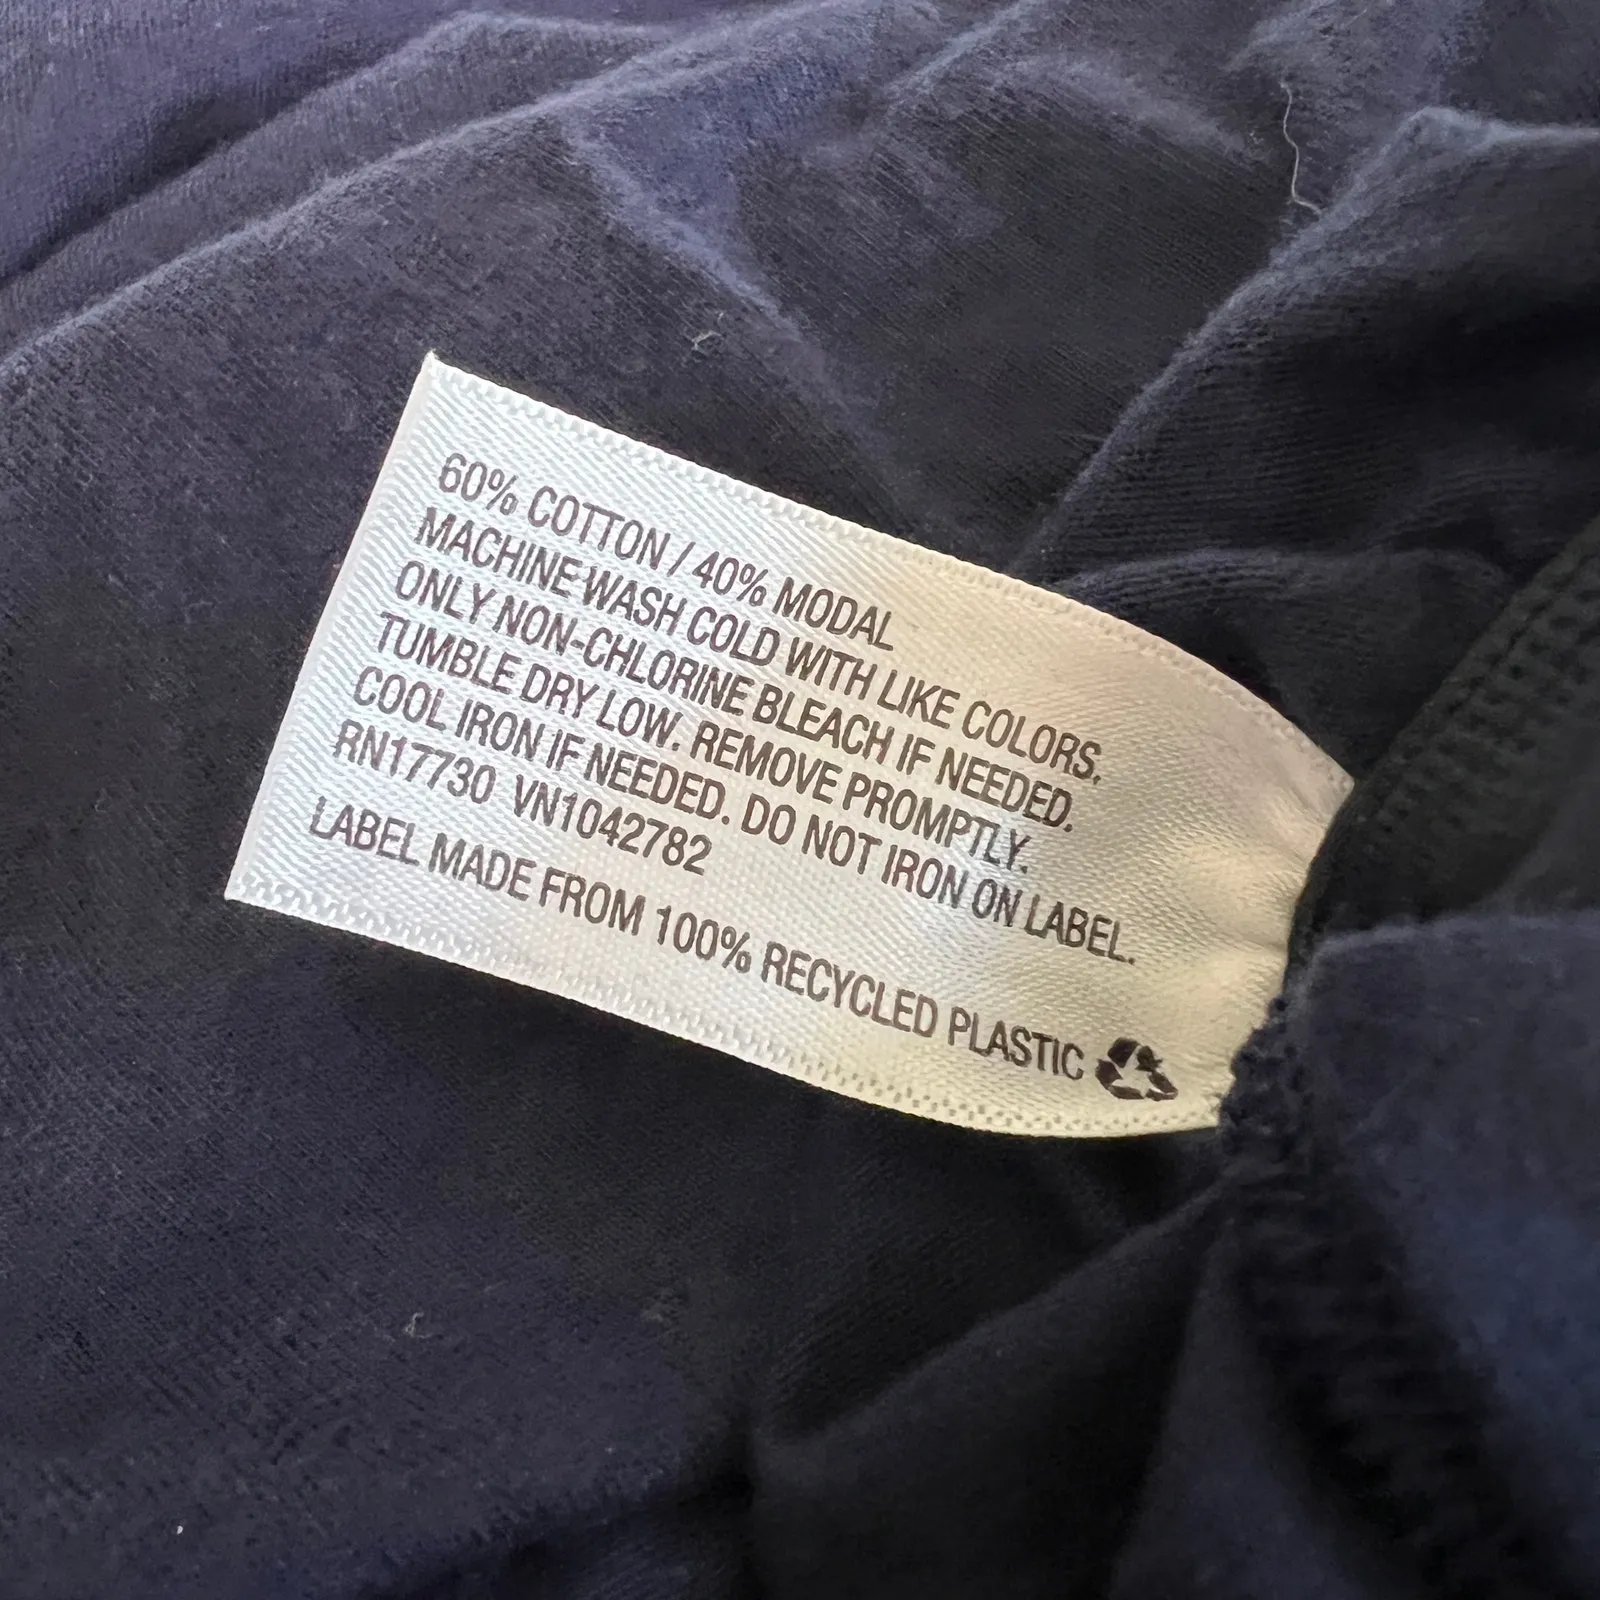 60% COTTON / 40% MODAL
MACHINE WASH COLD WITH LIKE COLORS.
ONLY NON-CHLORINE BLEACH IF NEEDED.
TUMBLE DRY LOW. REMOVE PROMPTLY.
COOL IRON IF NEEDED. DO NOT IRON ON LABEL.
RN17730 VN1042782
LABEL MADE FROM 100% RECYCLED PLASTIC